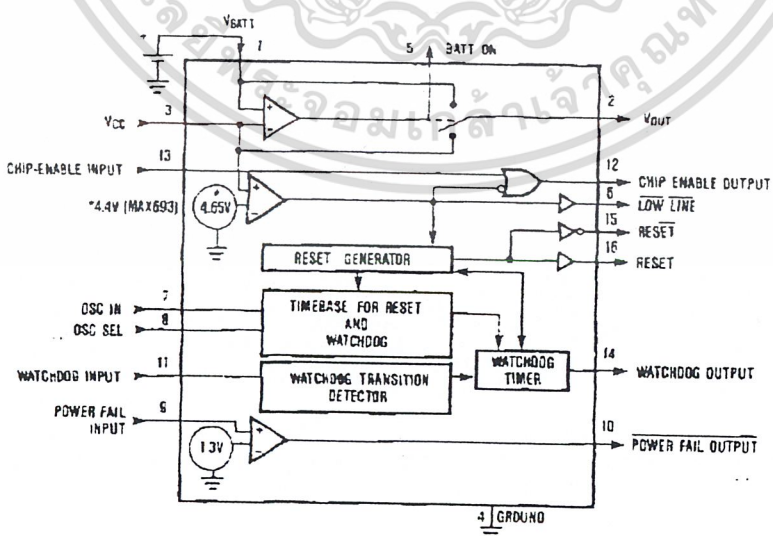 VBATT
1
5 BATT ON
3
VCC
2
VOUT
13
CHIP-ENABLE INPUT
12
CHIP ENABLE OUTPUT
*4.4V (MAX693)
4.65V
6
LOW LINE
15
RESET
16
RESET
RESET GENERATOR
7
OSC IN
8
OSC SEL
TIMEBASE FOR RESET
AND
WATCHDOG
11
WATCHDOG INPUT
WATCHDOG TRANSITION
DETECTOR
WATCHDOG
TIMER
14
WATCHDOG OUTPUT
9
POWER FAIL
INPUT
1.3V
10
POWER FAIL OUTPUT
4 GROUND